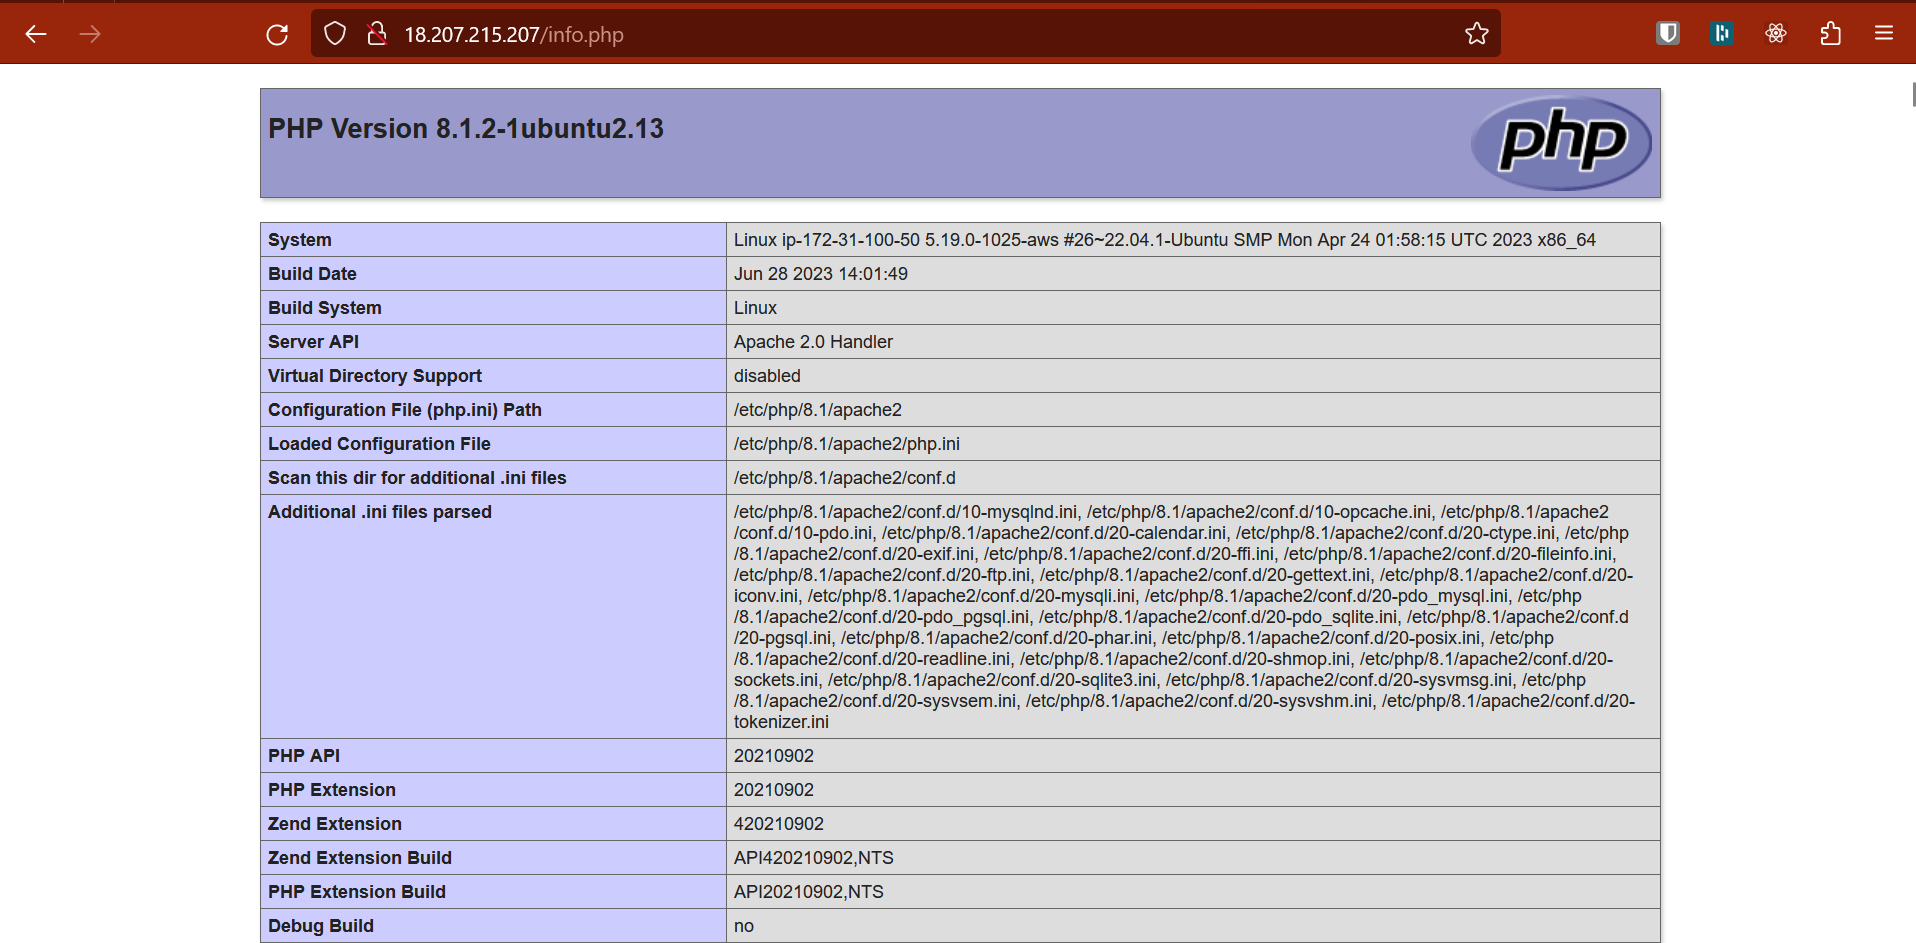 18.207.215.207/info.php
PHP Version 8.1.2-1ubuntu2.13
php
System Linux ip-172-31-100-50 5.19.0-1025-aws #26~22.04.1-Ubuntu SMP Mon Apr 24 01:58:15 UTC 2023 x86_64
Build Date Jun 28 2023 14:01:49
Build System Linux
Server API Apache 2.0 Handler
Virtual Directory Support disabled
Configuration File (php.ini) Path /etc/php/8.1/apache2
Loaded Configuration File /etc/php/8.1/apache2/php.ini
Scan this dir for additional .ini files /etc/php/8.1/apache2/conf.d
Additional .ini files parsed /etc/php/8.1/apache2/conf.d/10-mysqlnd.ini, /etc/php/8.1/apache2/conf.d/10-opcache.ini, /etc/php/8.1/apache2
/conf.d/10-pdo.ini, /etc/php/8.1/apache2/conf.d/20-calendar.ini, /etc/php/8.1/apache2/conf.d/20-ctype.ini, /etc/php
/8.1/apache2/conf.d/20-exif.ini, /etc/php/8.1/apache2/conf.d/20-ffi.ini, /etc/php/8.1/apache2/conf.d/20-fileinfo.ini,
/etc/php/8.1/apache2/conf.d/20-ftp.ini, /etc/php/8.1/apache2/conf.d/20-gettext.ini, /etc/php/8.1/apache2/conf.d/20-
iconv.ini, /etc/php/8.1/apache2/conf.d/20-mysqli.ini, /etc/php/8.1/apache2/conf.d/20-pdo_mysql.ini, /etc/php
/8.1/apache2/conf.d/20-pdo_pgsql.ini, /etc/php/8.1/apache2/conf.d/20-pdo_sqlite.ini, /etc/php/8.1/apache2/conf.d
/20-pgsql.ini, /etc/php/8.1/apache2/conf.d/20-phar.ini, /etc/php/8.1/apache2/conf.d/20-posix.ini, /etc/php
/8.1/apache2/conf.d/20-readline.ini, /etc/php/8.1/apache2/conf.d/20-shmop.ini, /etc/php/8.1/apache2/conf.d/20-
sockets.ini, /etc/php/8.1/apache2/conf.d/20-sqlite3.ini, /etc/php/8.1/apache2/conf.d/20-sysvmsg.ini, /etc/php
/8.1/apache2/conf.d/20-sysvsem.ini, /etc/php/8.1/apache2/conf.d/20-sysvshm.ini, /etc/php/8.1/apache2/conf.d/20-
tokenizer.ini
PHP API 20210902
PHP Extension 20210902
Zend Extension 420210902
Zend Extension Build API420210902,NTS
PHP Extension Build API20210902,NTS
Debug Build no